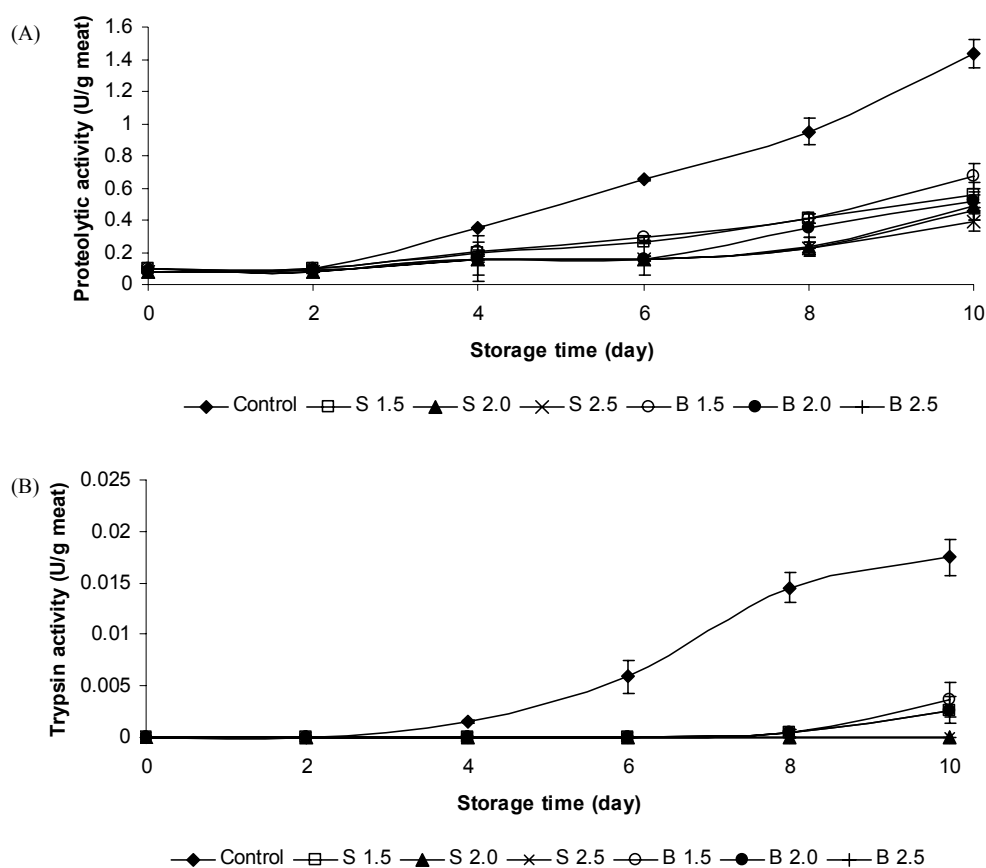 (A)
Proteolytic activity (U/g meat)
1.6
1.4
1.2
1
0.8
0.6
0.4
0.2
0
0 2 4 6 8 10
Storage time (day)
Control S 1.5 S 2.0 S 2.5 B 1.5 B 2.0 B 2.5
(B)
Trypsin activity (U/g meat)
0.025
0.02
0.015
0.01
0.005
0
0 2 4 6 8 10
Storage time (day)
Control S 1.5 S 2.0 S 2.5 B 1.5 B 2.0 B 2.5